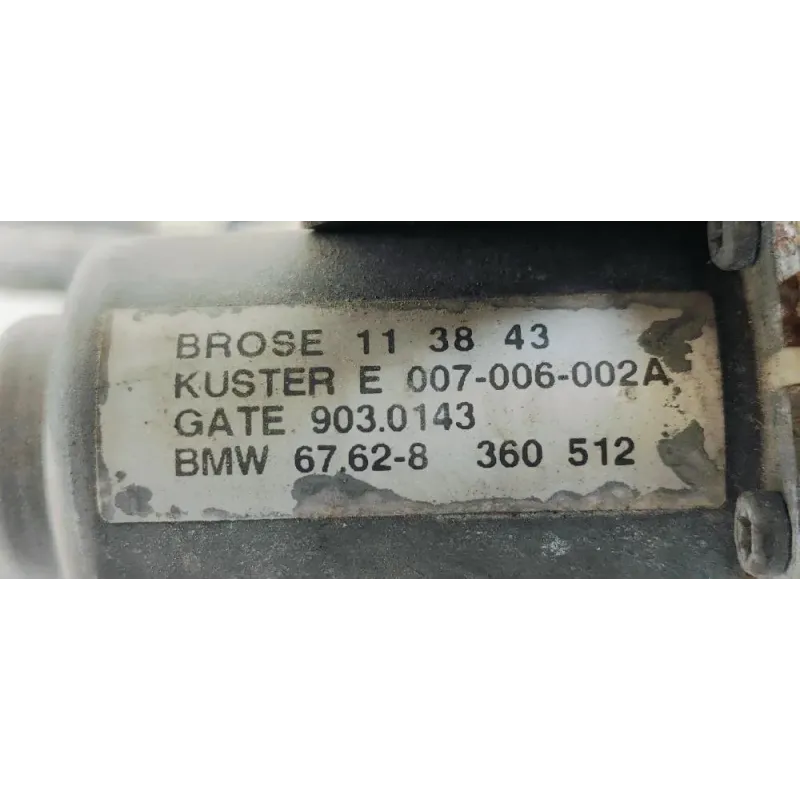 BROSE 11 38 43
KUSTER E 007-006-002A
GATE 903.0143
BMW 67.62-8 360 512